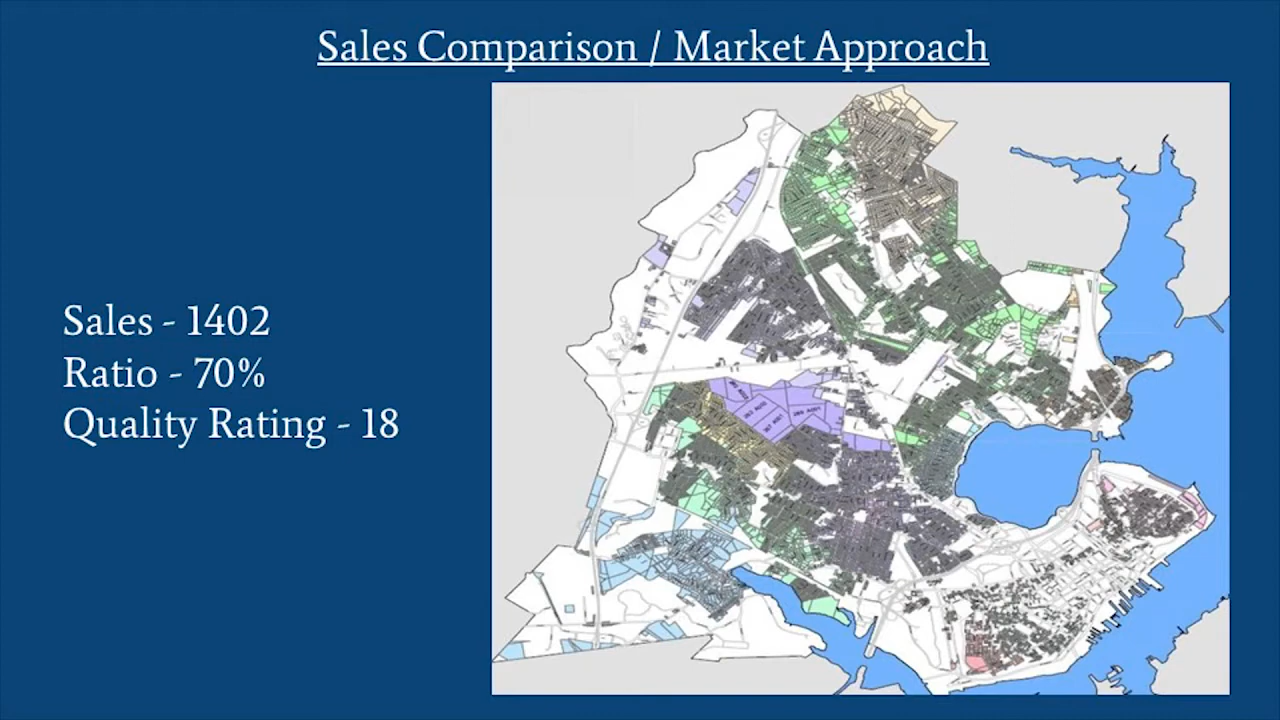 Sales Comparison / Market Approach
Sales - 1402
Ratio - 70%
Quality Rating - 18